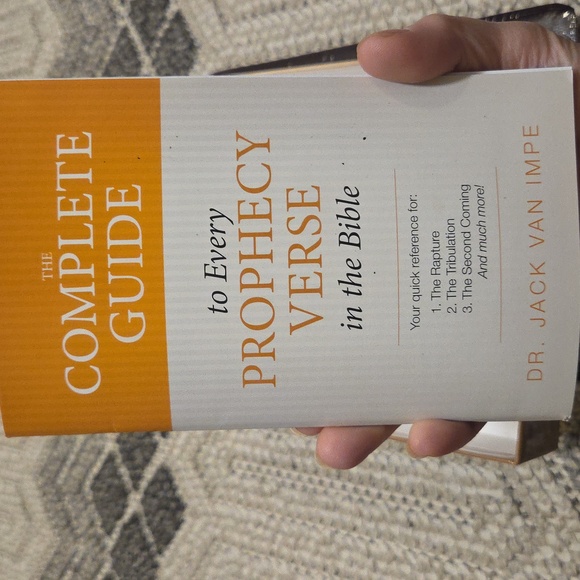 THE
COMPLETE
GUIDE
to Every
PROPHECY
VERSE
in the Bible
Your quick reference for:
1. The Rapture
2. The Tribulation
3. The Second Coming
And much more!
DR. JACK VAN IMPE